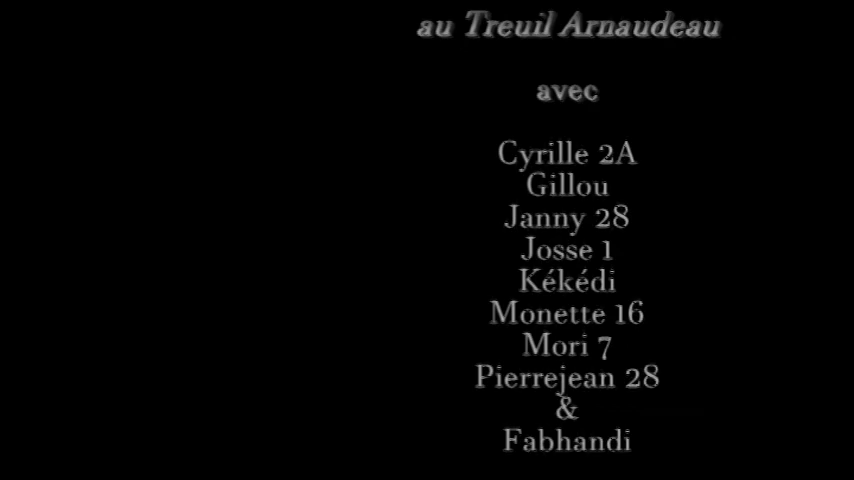 au Treuil Arnaudeau
avec
Cyrille 2A
Gillou
Janny 28
Josse 1
Kékédi
Monette 16
Mori 7
Pierrejean 28
&
Fabhandi